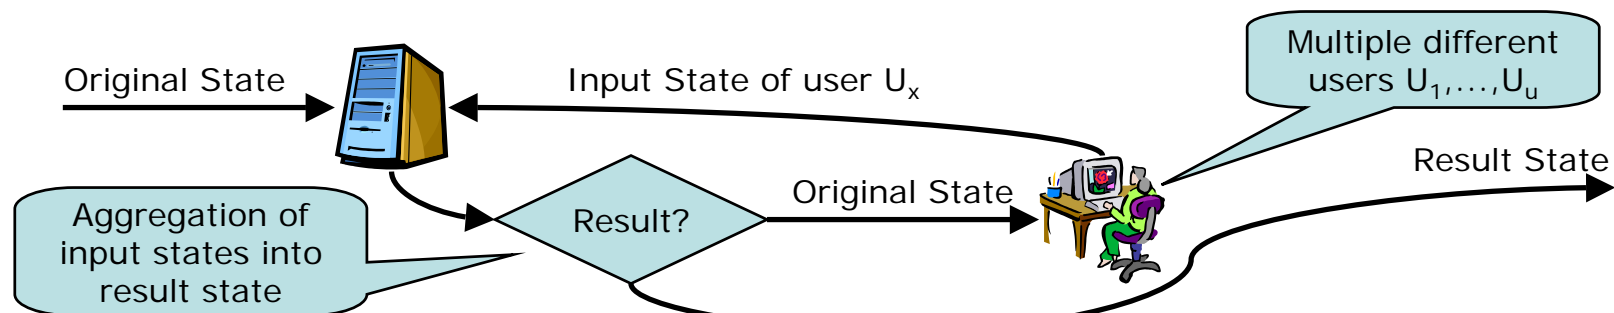 Original State
Input State of user Uₓ
Multiple different
users U₁,...,Uᵤ
Result State
Aggregation of
input states into
result state
Result?
Original State